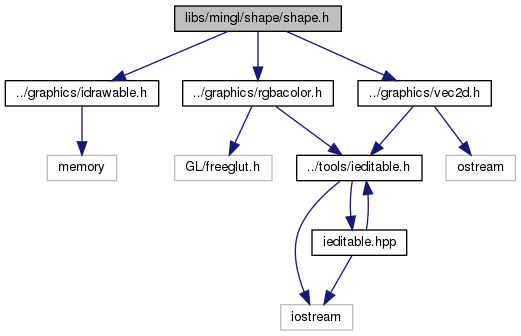 libs/mingl/shape/shape.h
../graphics/idrawable.h
../graphics/rgbacolor.h
../graphics/vec2d.h
memory
GL/freeglut.h
../tools/ieditable.h
ostream
ieditable.hpp
iostream